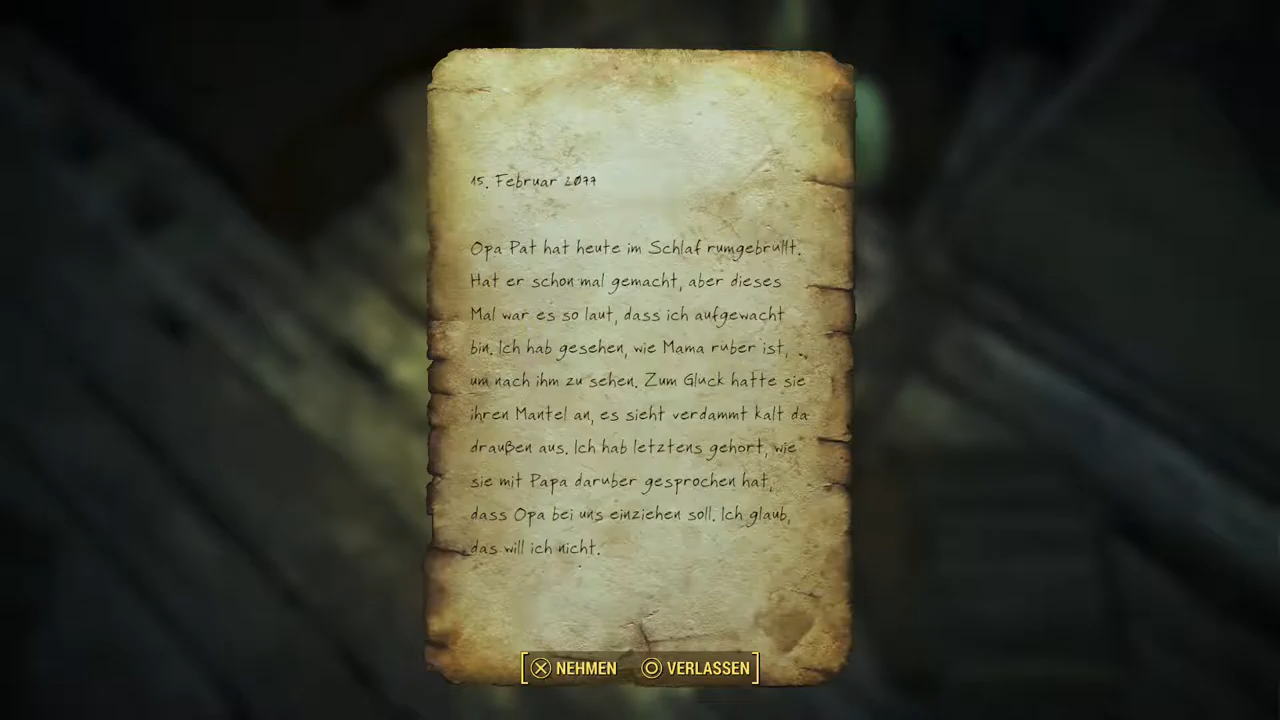 15. Februar 2077
Opa Pat hat heute im Schlaf rumgebrüllt.
Hat er schon mal gemacht, aber dieses
Mal war es so laut, dass ich aufgewacht
bin. Ich hab gesehen, wie Mama rüber ist,
um nach ihm zu sehen. Zum Glück hatte sie
ihren Mantel an, es sieht verdammt kalt da
draußen aus. Ich hab letztens gehört, wie
sie mit Papa darüber gesprochen hat,
dass Opa bei uns einziehen soll. Ich glaub,
das will ich nicht.
NEHMEN VERLASSEN